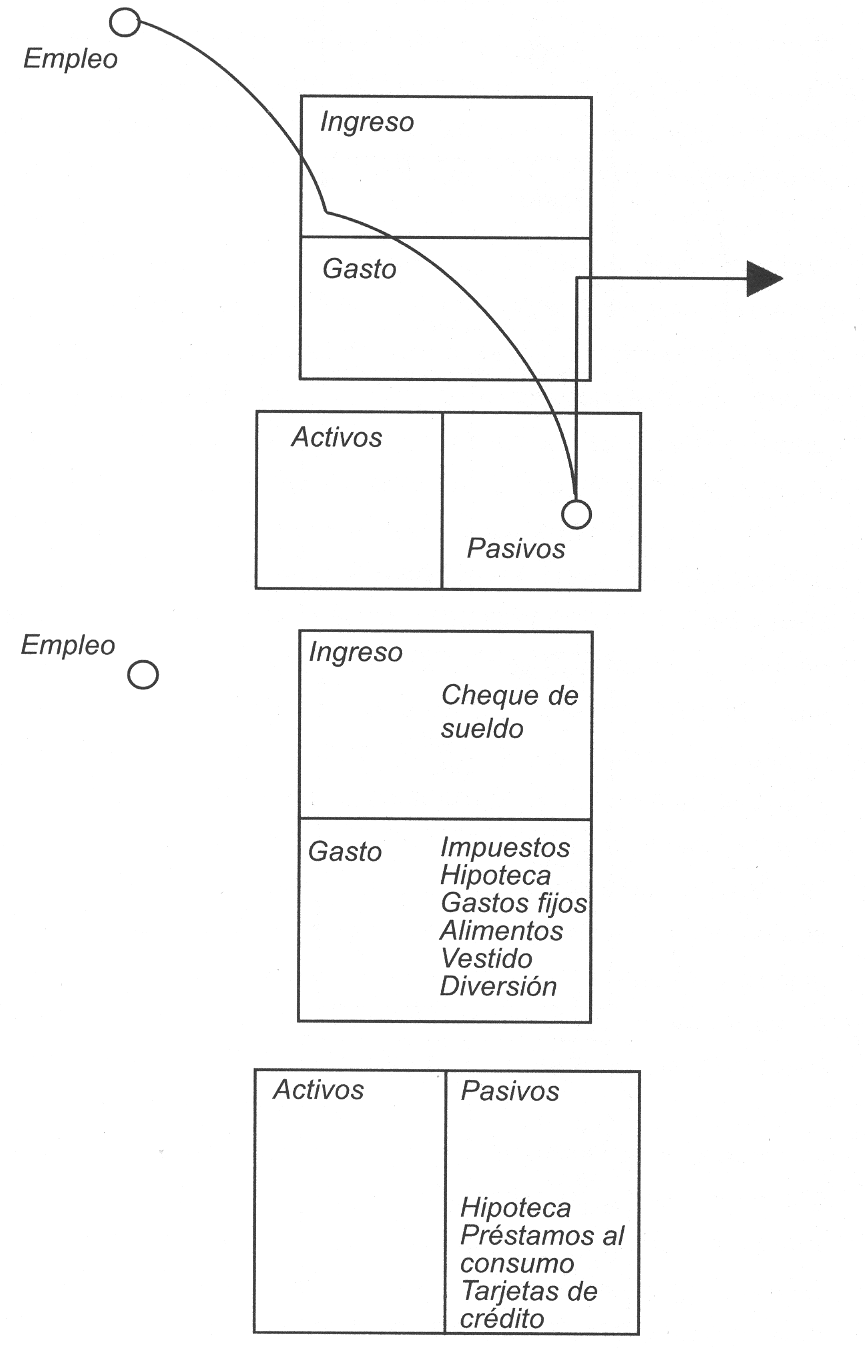 Empleo
Ingreso
Gasto
Activos
Pasivos
Empleo
Ingreso
Cheque de
sueldo
Gasto
Impuestos
Hipoteca
Gastos fijos
Alimentos
Vestido
Diversión
Activos
Pasivos
Hipoteca
Préstamos al
consumo
Tarjetas de
crédito